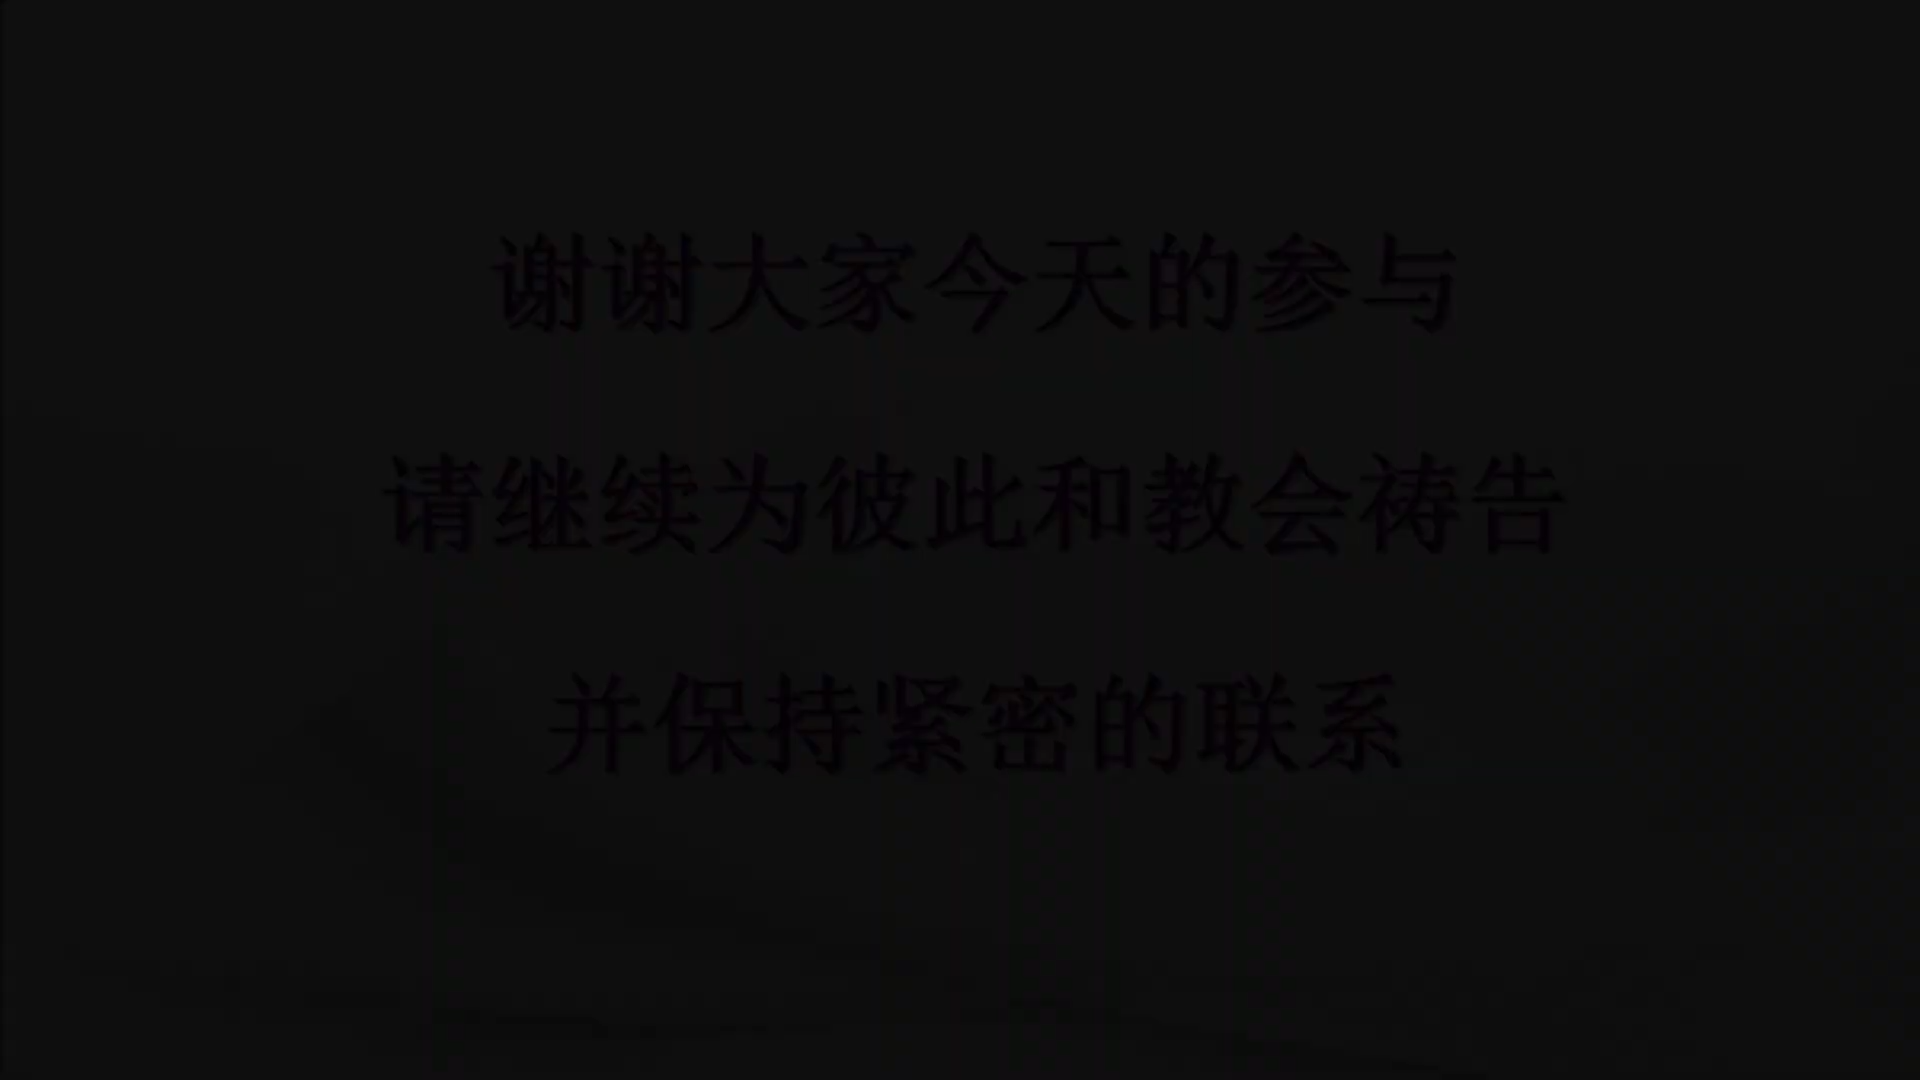 谢谢大家今天的参与
请继续为彼此和教会祷告
并保持紧密的联系